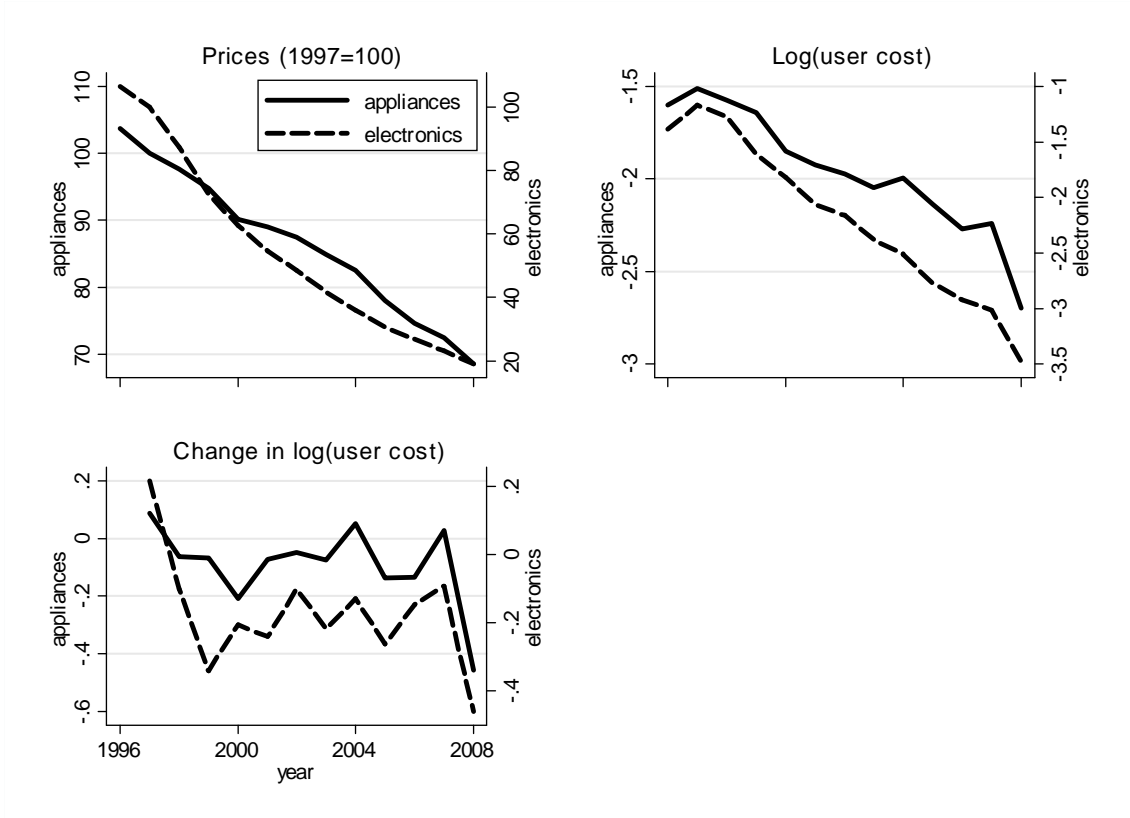 Prices (1997=100)
appliances
electronics
110
100
90
80
70
appliances
100
80
60
40
20
electronics
Log(user cost)
-1.5
-2
-2.5
-3
appliances
-1
-1.5
-2
-2.5
-3
-3.5
electronics
Change in log(user cost)
.2
0
-.2
-.4
-.6
appliances
.2
0
-.2
-.4
electronics
1996 2000 2004 2008
year